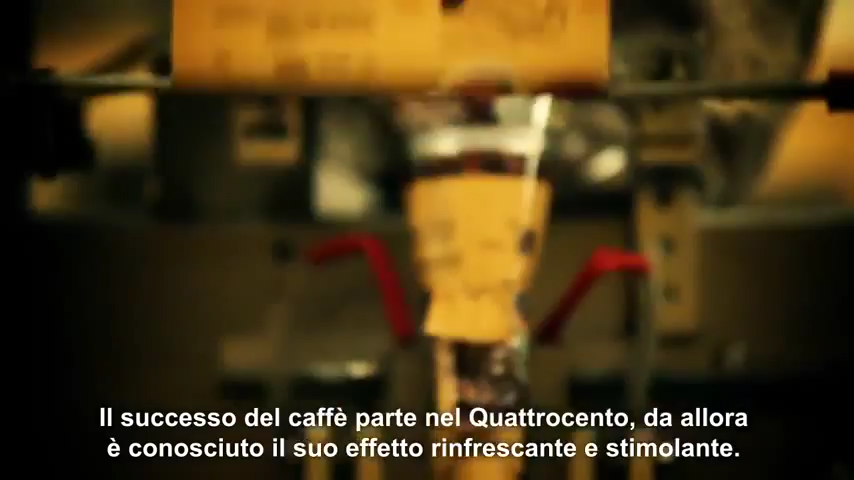 Il successo del caffè parte nel Quattrocento, da allora
è conosciuto il suo effetto rinfrescante e stimolante.